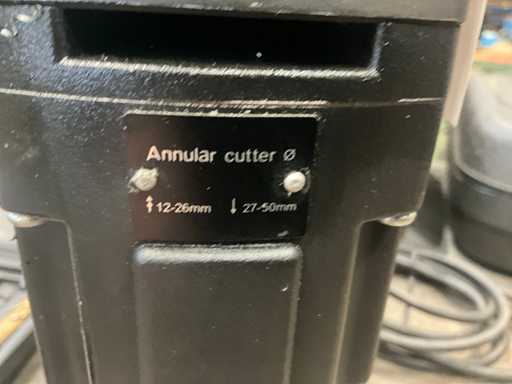 Annular cutter Ø
⇞ 12-26mm ↓ 27-50mm